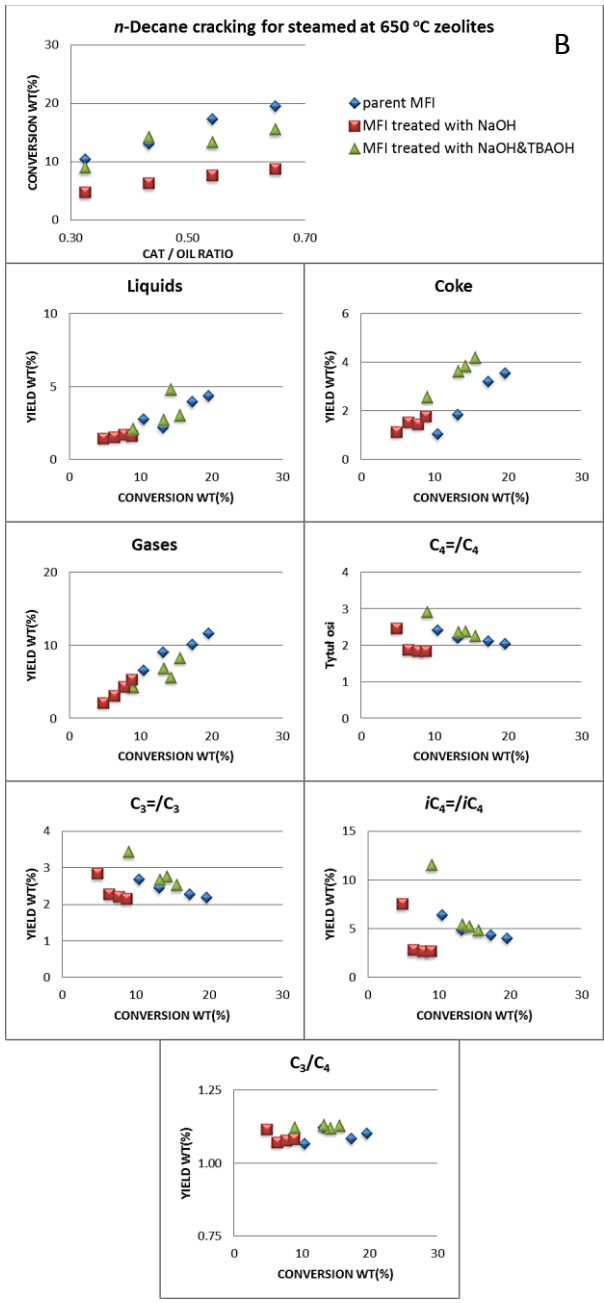 n-Decane cracking for steamed at 650 °C zeolites
B
30
20
10
0
0.30
0.50
0.70
CONVERSION WT(%)
CAT / OIL RATIO
parent MFI
MFI treated with NaOH
MFI treated with NaOH&TBAOH
Liquids
10
5
0
0
10
20
30
YIELD WT(%)
CONVERSION WT(%)
Coke
6
4
2
0
0
10
20
30
YIELD WT(%)
CONVERSION WT(%)
Gases
20
10
0
0
10
20
30
YIELD WT(%)
CONVERSION WT(%)
C₄=/C₄
4
3
2
1
0
0
10
20
30
Tytuł osi
CONVERSION WT(%)
C₃=/C₃
4
3
2
1
0
0
10
20
30
YIELD WT(%)
CONVERSION WT(%)
iC₄=/iC₄
15
10
5
0
0
10
20
30
YIELD WT(%)
CONVERSION WT(%)
C₃/C₄
1.25
1.00
0.75
0
10
20
30
YIELD WT(%)
CONVERSION WT(%)